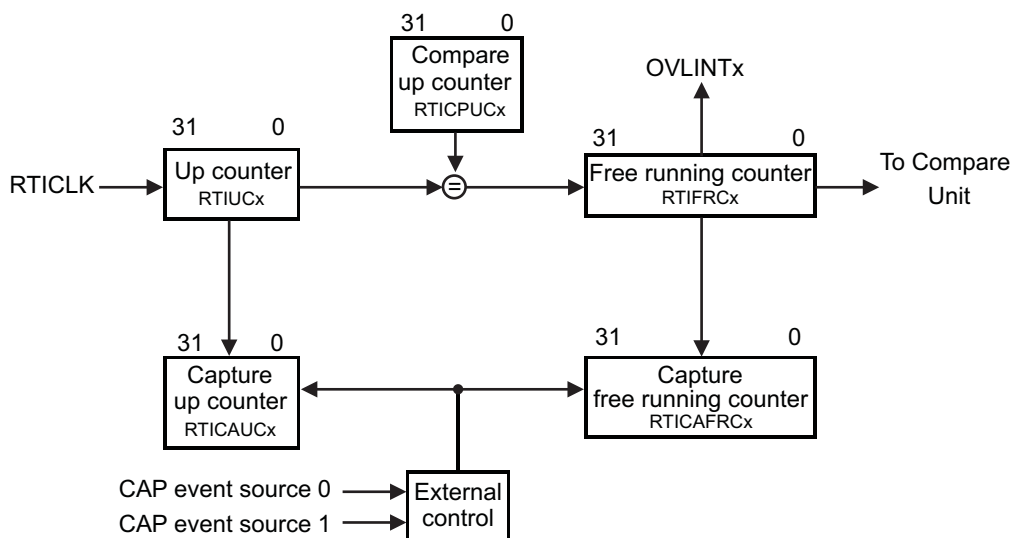 31 0
Compare
up counter
RTICPUCx
OVLINTx
31 0
Up counter
RTIUCx
RTICLK
=
31 0
Free running counter
RTIFRCx
To Compare
Unit
31 0
Capture
up counter
RTICAUCx
31 0
Capture
free running counter
RTICAFRCx
CAP event source 0
CAP event source 1
External
control